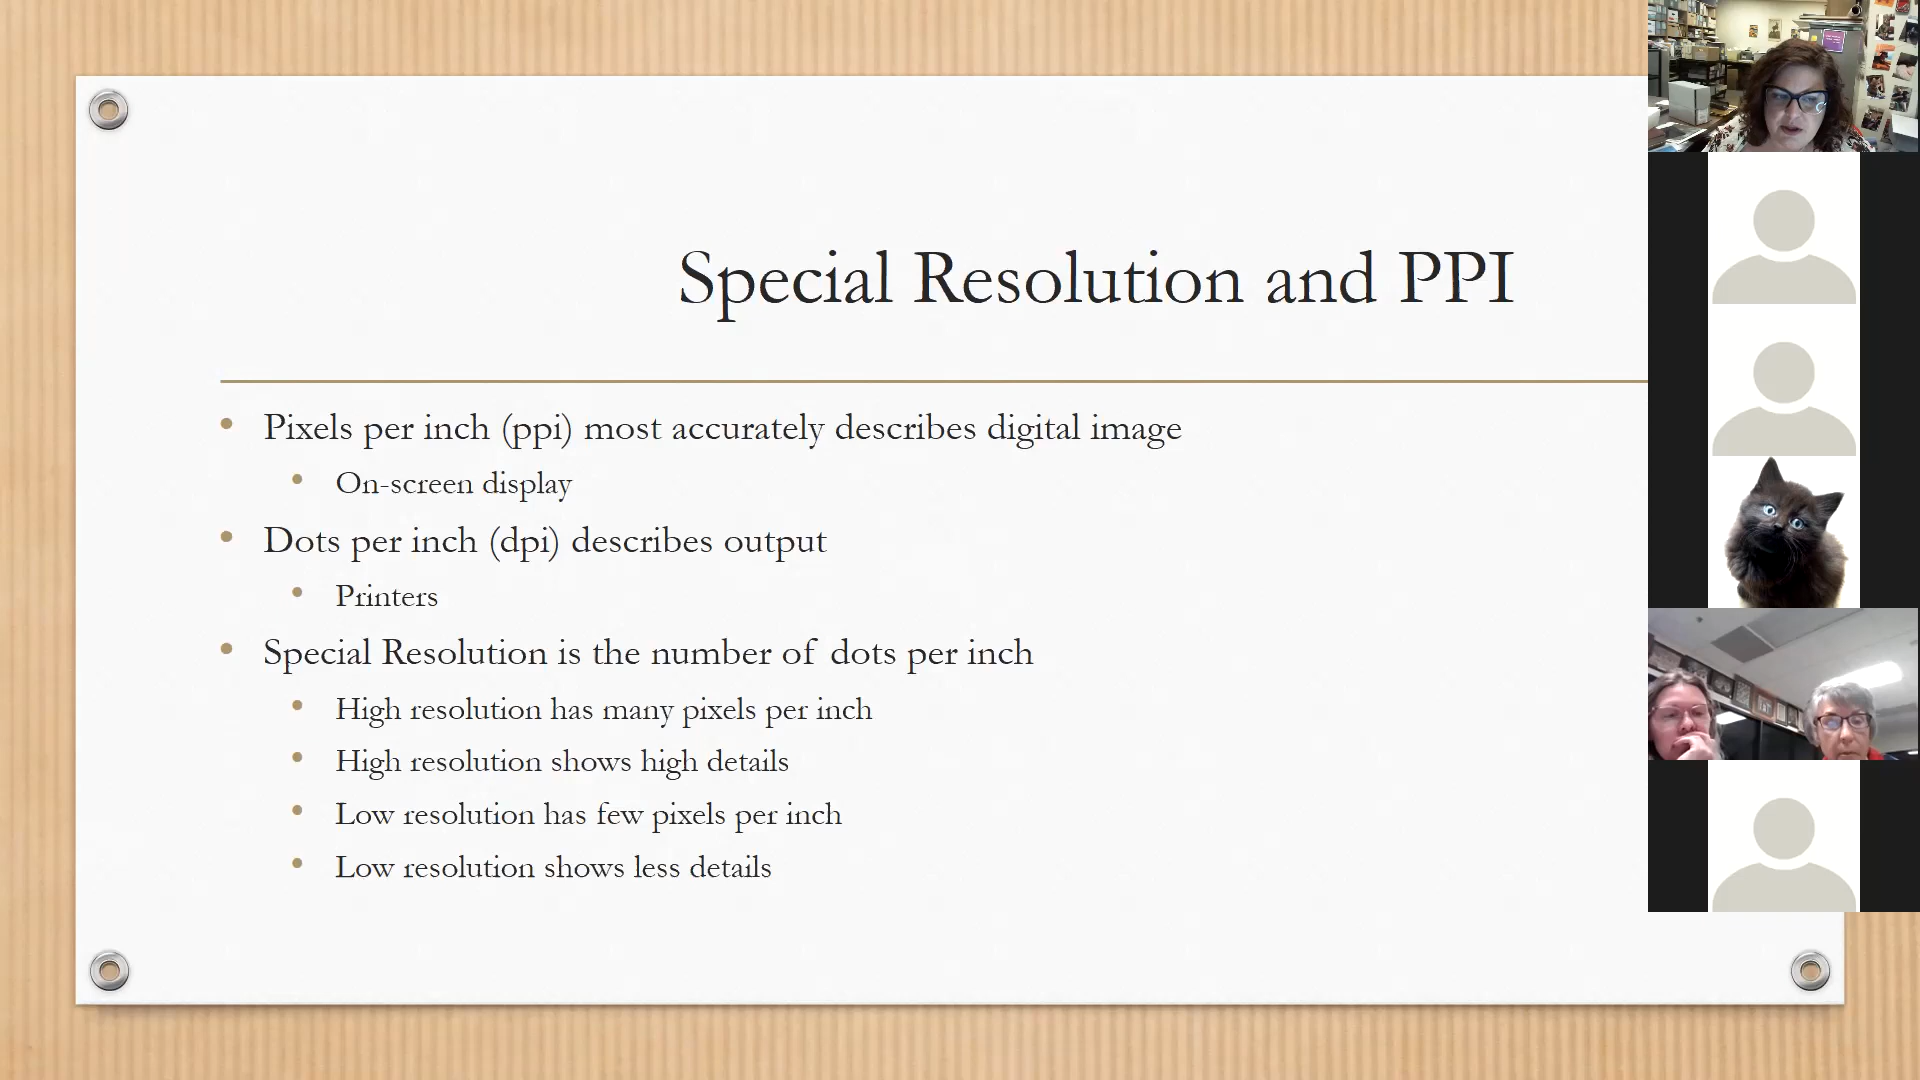 Special Resolution and PPI
Pixels per inch (ppi) most accurately describes digital image
On-screen display
Dots per inch (dpi) describes output
Printers
Special Resolution is the number of dots per inch
High resolution has many pixels per inch
High resolution shows high details
Low resolution has few pixels per inch
Low resolution shows less details